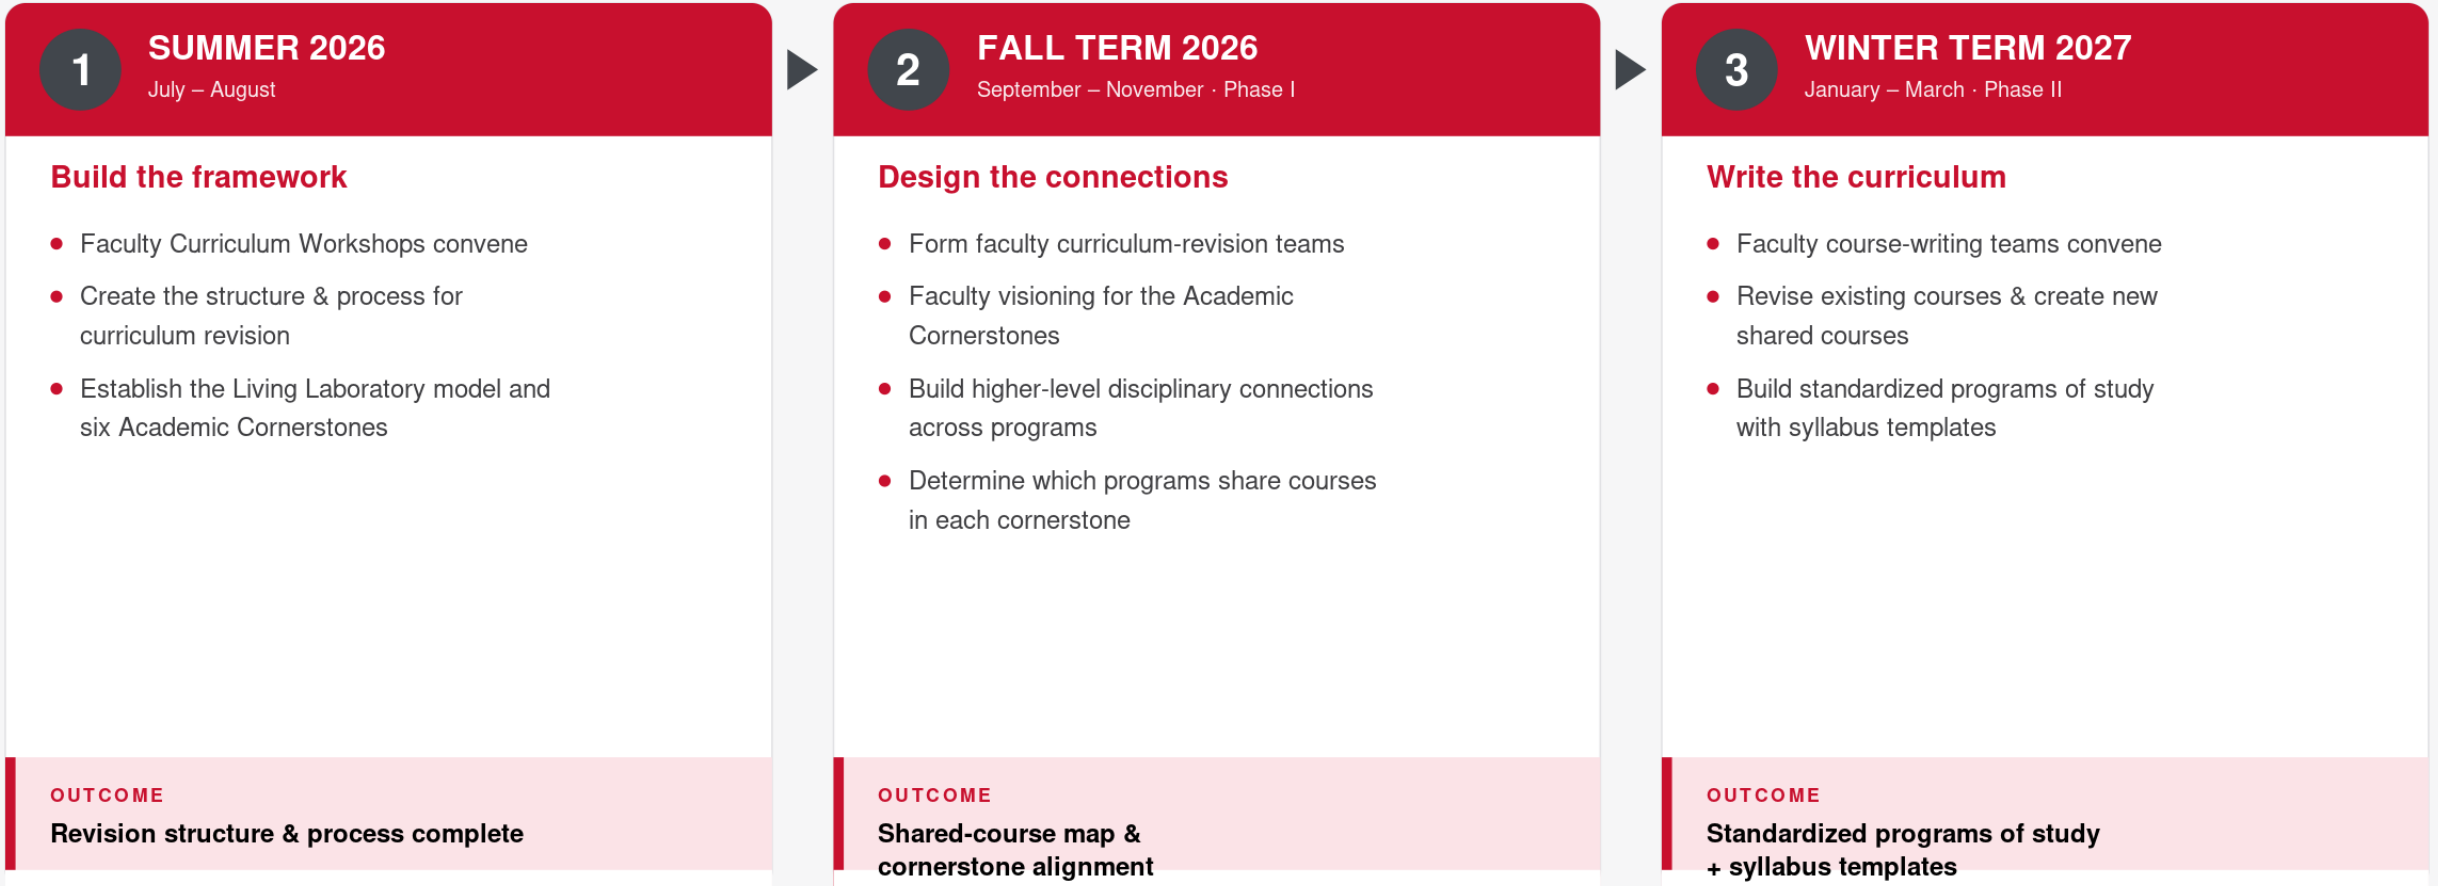 1
SUMMER 2026
July – August
Build the framework
Faculty Curriculum Workshops convene
Create the structure & process for
curriculum revision
Establish the Living Laboratory model and
six Academic Cornerstones
OUTCOME
Revision structure & process complete
2
FALL TERM 2026
September – November · Phase I
Design the connections
Form faculty curriculum-revision teams
Faculty visioning for the Academic
Cornerstones
Build higher-level disciplinary connections
across programs
Determine which programs share courses
in each cornerstone
OUTCOME
Shared-course map &
cornerstone alignment
3
WINTER TERM 2027
January – March · Phase II
Write the curriculum
Faculty course-writing teams convene
Revise existing courses & create new
shared courses
Build standardized programs of study
with syllabus templates
OUTCOME
Standardized programs of study
+ syllabus templates